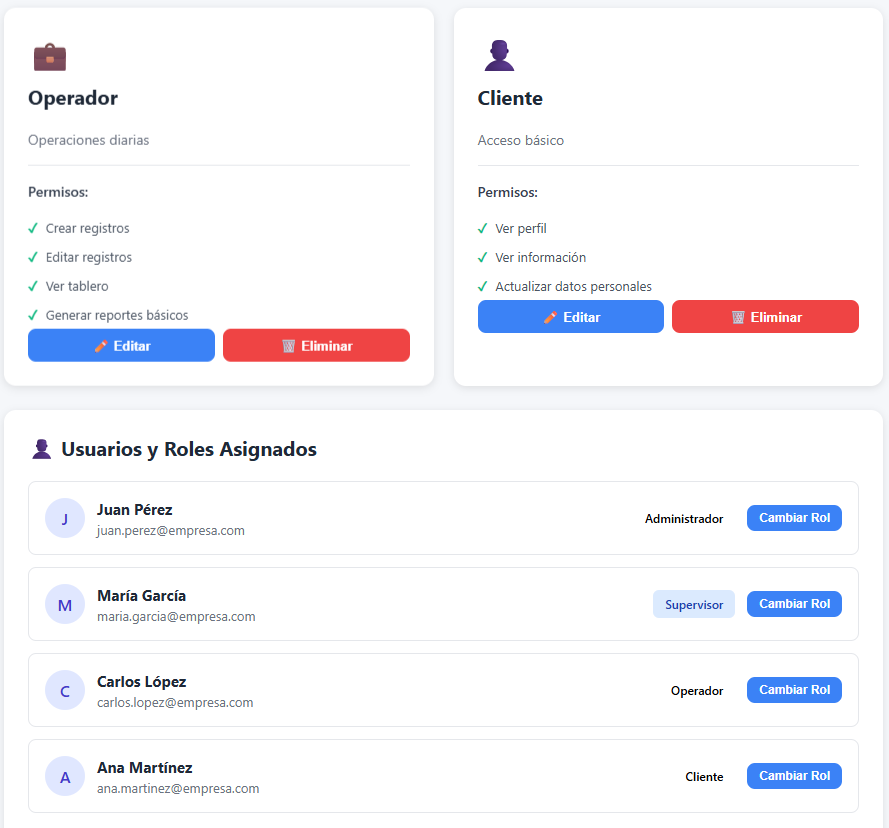 Operador
Operaciones diarias
Permisos:
✓ Crear registros
✓ Editar registros
✓ Ver tablero
✓ Generar reportes básicos
Editar
Eliminar
Cliente
Acceso básico
Permisos:
✓ Ver perfil
✓ Ver información
✓ Actualizar datos personales
Editar
Eliminar
Usuarios y Roles Asignados
J
Juan Pérez
juan.perez@empresa.com
Administrador
Cambiar Rol
M
María García
maria.garcia@empresa.com
Supervisor
Cambiar Rol
C
Carlos López
carlos.lopez@empresa.com
Operador
Cambiar Rol
A
Ana Martínez
ana.martinez@empresa.com
Cliente
Cambiar Rol